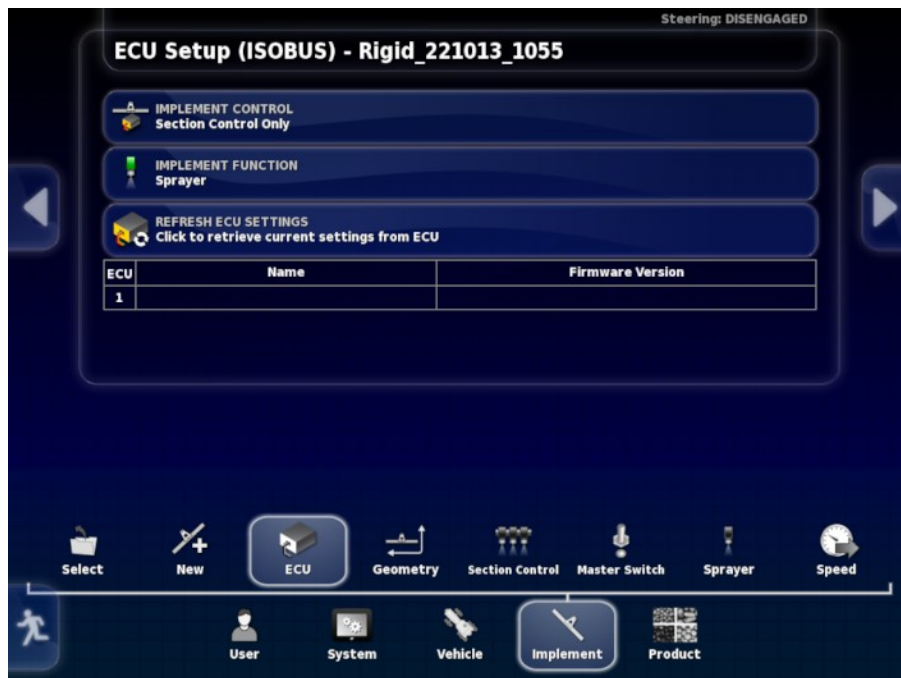 Steering: DISENGAGED
ECU Setup (ISOBUS) - Rigid_221013_1055
IMPLEMENT CONTROL
Section Control Only
IMPLEMENT FUNCTION
Sprayer
REFRESH ECU SETTINGS
Click to retrieve current settings from ECU
ECU Name Firmware Version
1
Select New ECU Geometry Section Control Master Switch Sprayer Speed
User System Vehicle Implement Product